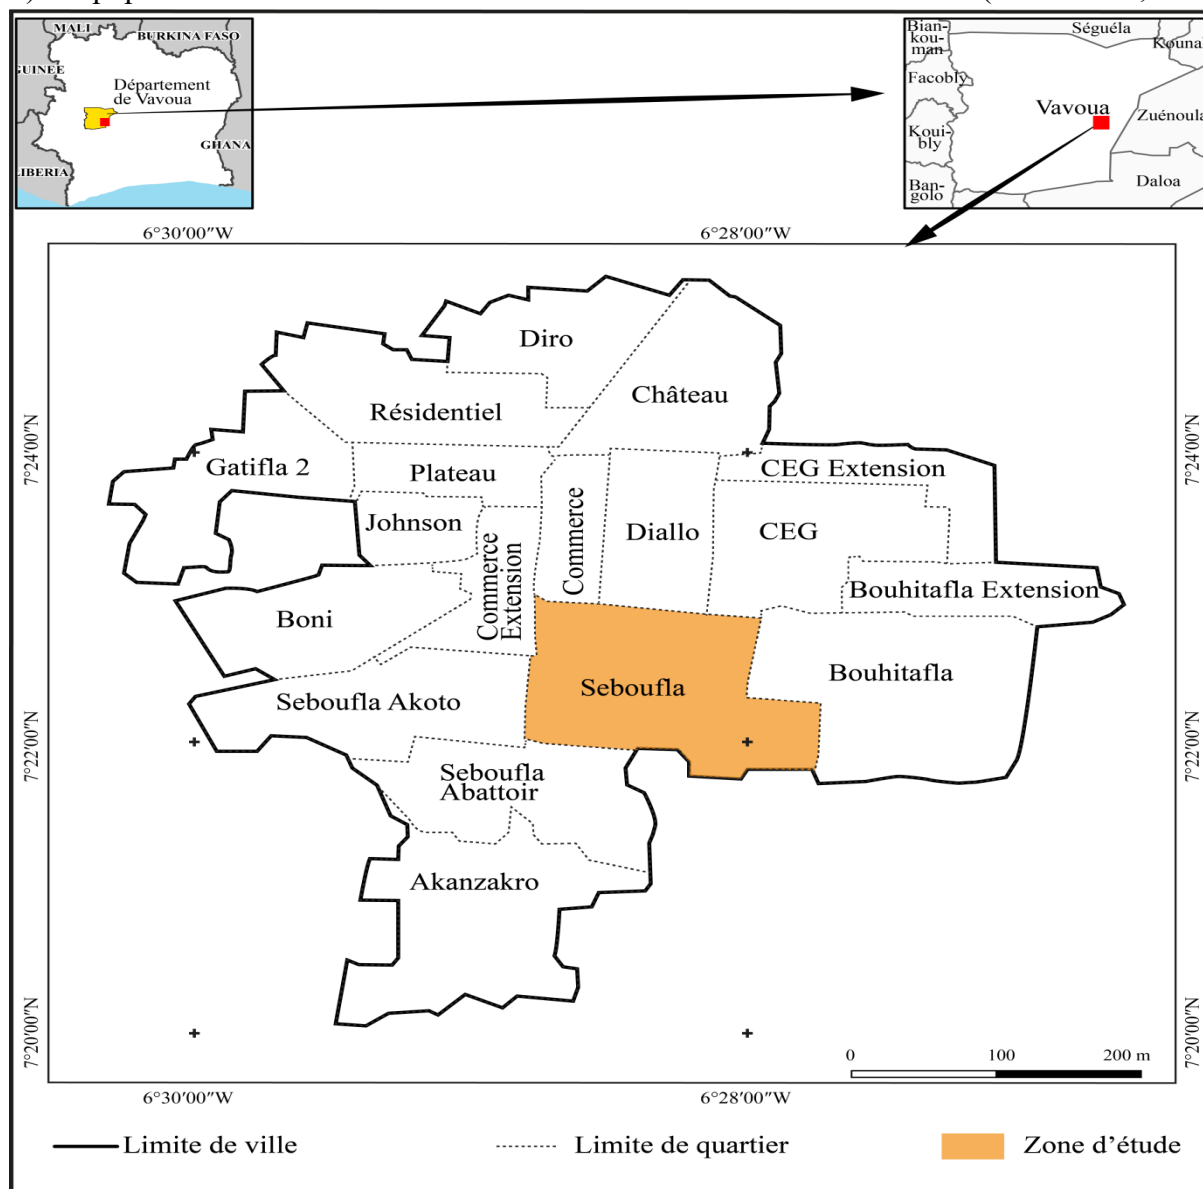 MALI
BURKINA FASO
GUINEE
Département
de Vavoua
GHANA
LIBERIA
Bian-
kou-
man
Séguéla
Kouna
Facobly
Vavoua
Zuénoula
Koui-
bly
Ban-
golo
Daloa
6°30'00"W
6°28'00"W
Diro
Château
Résidentiel
7°24'00"N
7°24'00"N
Gatifla 2
Plateau
CEG Extension
Johnson
Commerce
Diallo
CEG
Commerce
Extension
Bouhitafla Extension
Boni
Seboufla
Bouhitafla
Seboufla Akoto
7°22'00"N
7°22'00"N
Seboufla
Abattoir
Akanzakro
7°20'00"N
7°20'00"N
0
100
200 m
6°30'00"W
6°28'00"W
Limite de ville
Limite de quartier
Zone d'étude